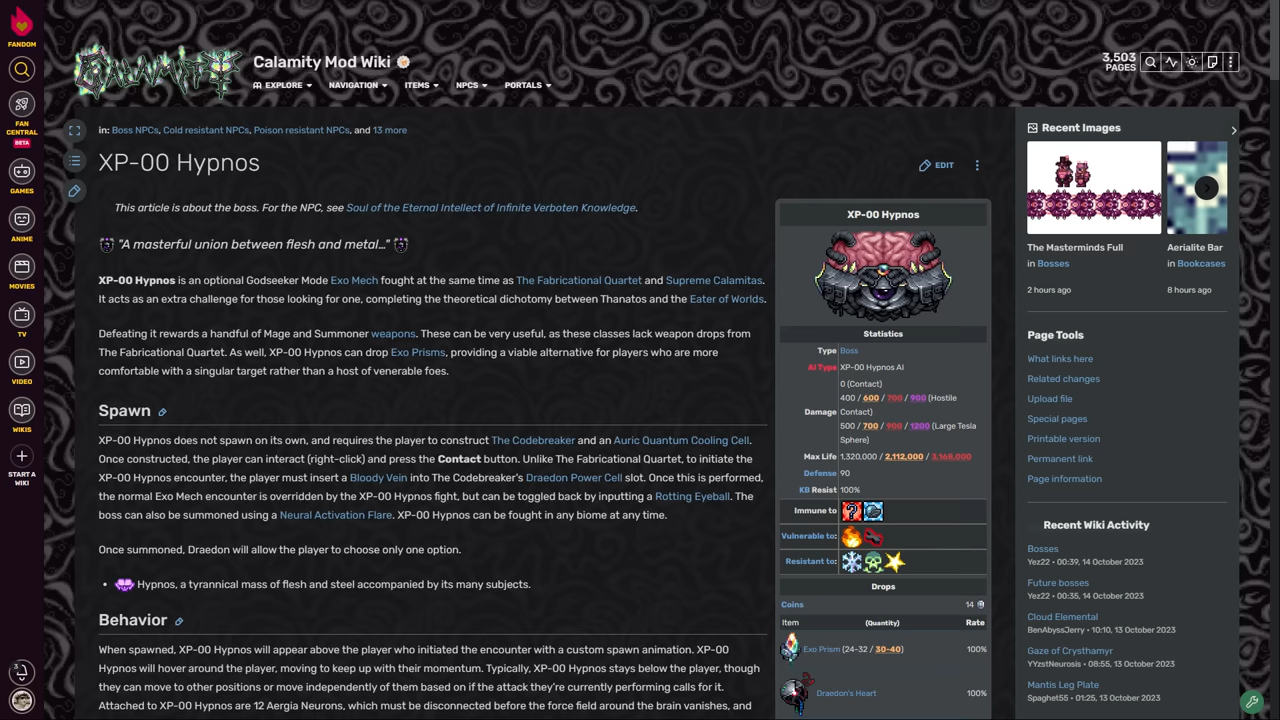 FANDOM
FAN CENTRAL
BETA
GAMES
ANIME
MOVIES
TV
VIDEO
WIKIS
START A WIKI
3
CALAMITY
Calamity Mod Wiki
EXPLORE
NAVIGATION
ITEMS
NPCS
PORTALS
3,503
PAGES
in: Boss NPCs, Cold resistant NPCs, Poison resistant NPCs, and 13 more
XP-00 Hypnos
EDIT
This article is about the boss. For the NPC, see Soul of the Eternal Intellect of Infinite Verboten Knowledge.
"A masterful union between flesh and metal…"
XP-00 Hypnos is an optional Godseeker Mode Exo Mech fought at the same time as The Fabricational Quartet and Supreme Calamitas.
It acts as an extra challenge for those looking for one, completing the theoretical dichotomy between Thanatos and the Eater of Worlds.
Defeating it rewards a handful of Mage and Summoner weapons. These can be very useful, as these classes lack weapon drops from
The Fabricational Quartet. As well, XP-00 Hypnos can drop Exo Prisms, providing a viable alternative for players who are more
comfortable with a singular target rather than a host of venerable foes.
Spawn
XP-00 Hypnos does not spawn on its own, and requires the player to construct The Codebreaker and an Auric Quantum Cooling Cell.
Once constructed, the player can interact (right-click) and press the Contact button. Unlike The Fabricational Quartet, to initiate the
XP-00 Hypnos encounter, the player must insert a Bloody Vein into The Codebreaker's Draedon Power Cell slot. Once this is performed,
the normal Exo Mech encounter is overridden by the XP-00 Hypnos fight, but can be toggled back by inputing a Rotting Eyeball. The
boss can also be summoned using a Neural Activation Flare. XP-00 Hypnos can be fought in any biome at any time.
Once summoned, Draedon will allow the player to choose only one option.
• Hypnos, a tyrannical mass of flesh and steel accompanied by its many subjects.
Behavior
When spawned, XP-00 Hypnos will appear above the player who initiated the encounter with a custom spawn animation. XP-00
Hypnos will hover around the player, moving to keep up with their momentum. Typically, XP-00 Hypnos stays below the player, though
they can move to other positions or move independently of them based on if the attack they're currently performing calls for it.
Attached to XP-00 Hypnos are 12 Aergia Neurons, which must be disconnected before the force field around the brain vanishes, and
XP-00 Hypnos
Statistics
Type Boss
AI Type XP-00 Hypnos AI
Damage
0 (Contact)
400 / 600 / 700 / 900 (Hostile
Contact)
500 / 700 / 900 / 1200 (Large Tesla
Sphere)
Max Life 1,320,000 / 2,112,000 / 3,168,000
Defense 90
KB Resist 100%
Immune to
Vulnerable to:
Resistant to:
Drops
Coins 14
Item (Quantity) Rate
Exo Prism (24-32 / 30-40) 100%
Draedon's Heart 100%
Recent Images
The Masterminds Full
in Bosses
2 hours ago
Aerialite Bar
in Bookcases
8 hours ago
Page Tools
What links here
Related changes
Upload file
Special pages
Printable version
Permanent link
Page information
Recent Wiki Activity
Bosses
Yez22 • 00:39, 14 October 2023
Future bosses
Yez22 • 00:35, 14 October 2023
Cloud Elemental
BenAbyssJerry • 10:10, 13 October 2023
Gaze of Crysthamyr
YYzstNeurosis • 08:55, 13 October 2023
Mantis Leg Plate
Spaghet55 • 01:25, 13 October 2023